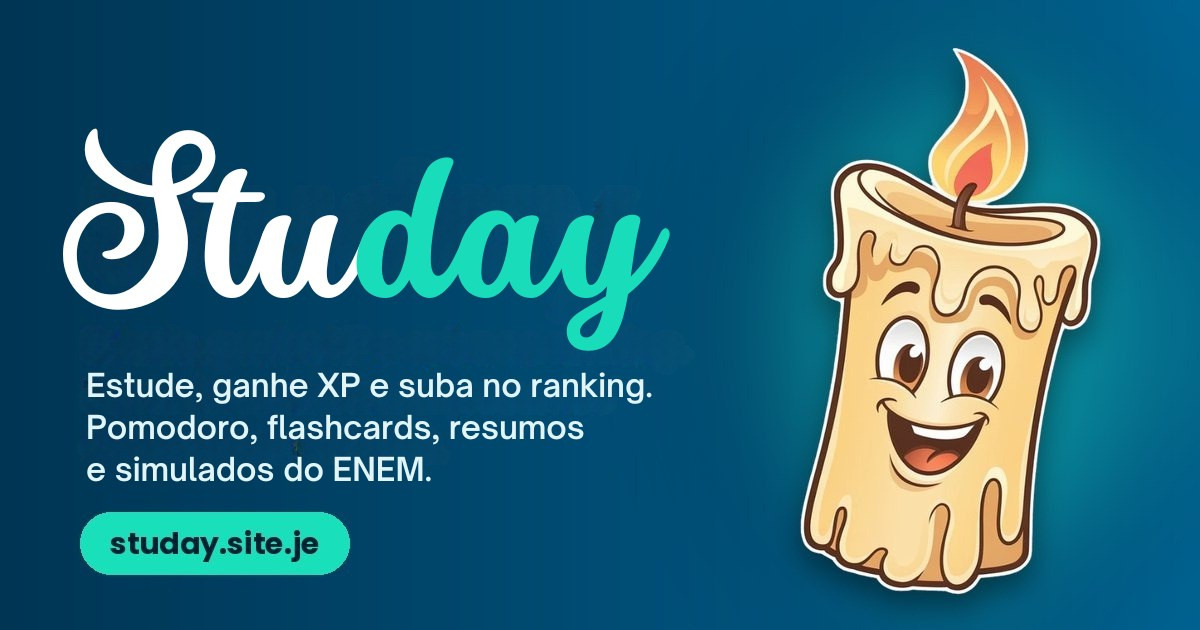 Studay
Estude, ganhe XP e suba no ranking.
Pomodoro, flashcards, resumos
e simulados do ENEM.
studay.site.je